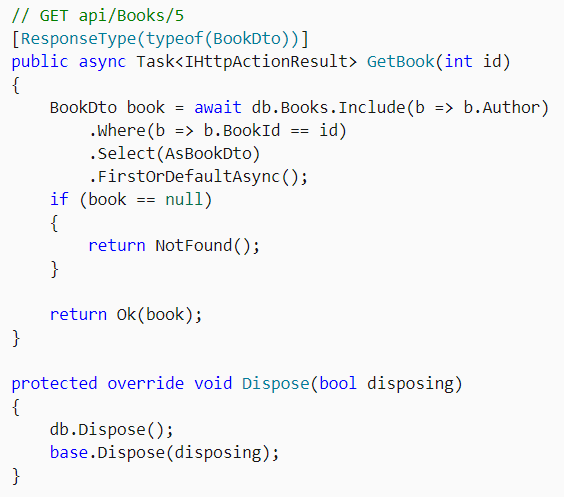 // GET api/Books/5
[ResponseType(typeof(BookDto))]
public async Task<IHttpActionResult> GetBook(int id)
{
    BookDto book = await db.Books.Include(b => b.Author)
        .Where(b => b.BookId == id)
        .Select(AsBookDto)
        .FirstOrDefaultAsync();
    if (book == null)
    {
        return NotFound();
    }

    return Ok(book);
}

protected override void Dispose(bool disposing)
{
    db.Dispose();
    base.Dispose(disposing);
}